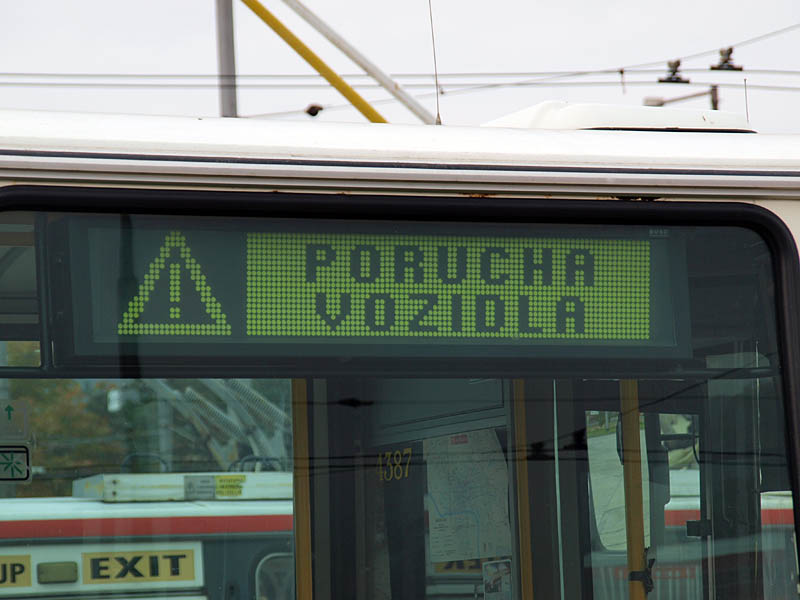 PORUCHA
VOZIDLA
4387
UP
EXIT